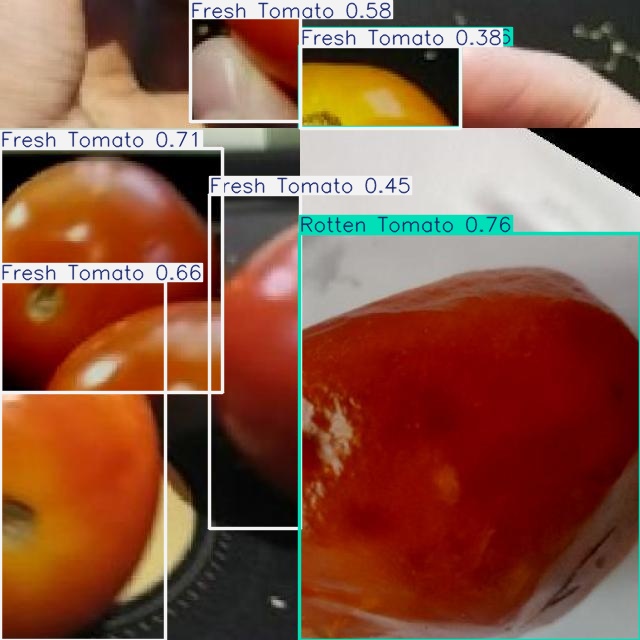 Fresh Tomato 0.58
Fresh Tomato 0.38
Fresh Tomato 0.71
Fresh Tomato 0.45
Rotten Tomato 0.76
Fresh Tomato 0.66